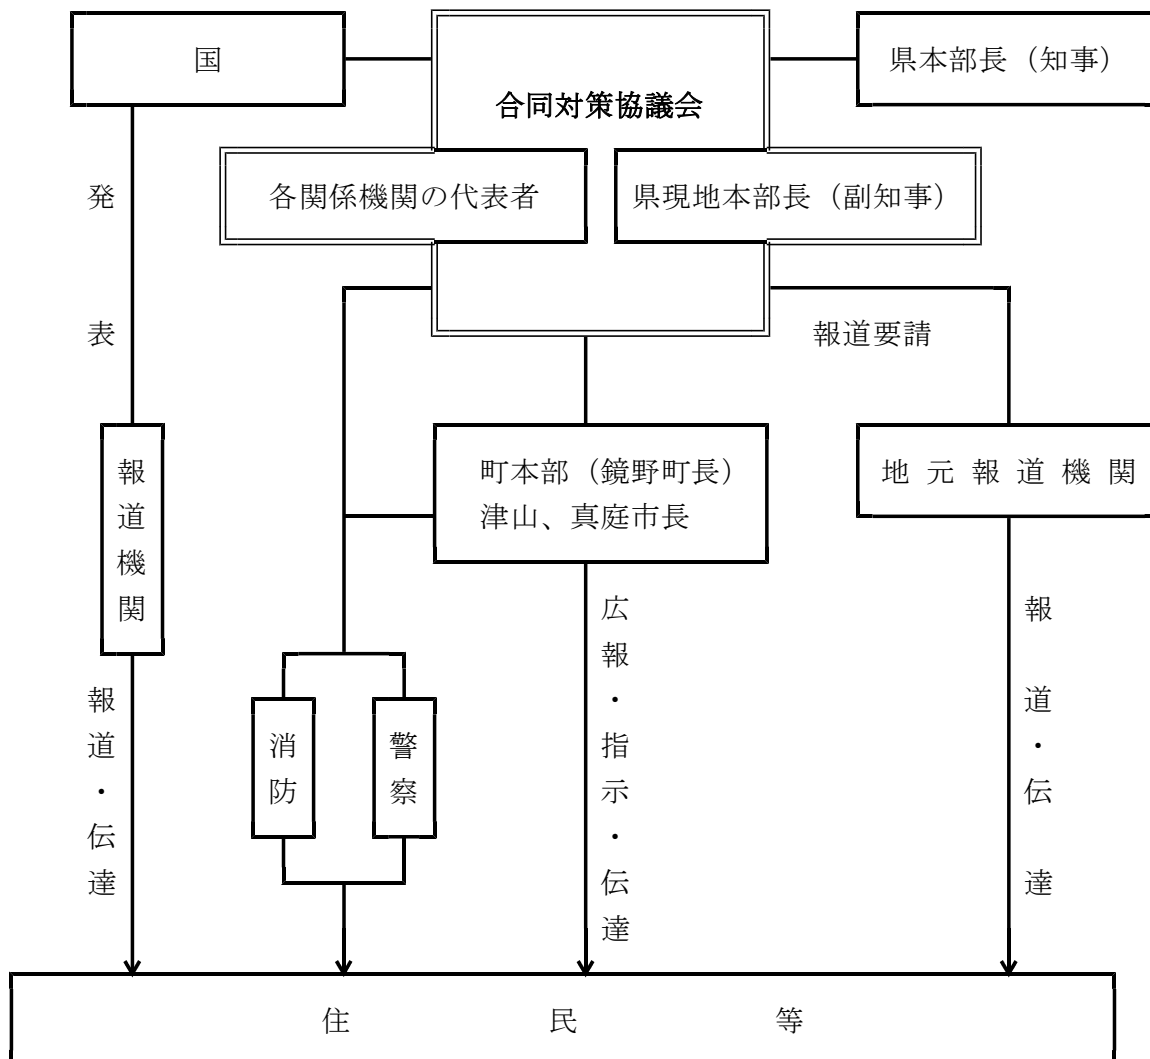 国
合同対策協議会
県本部長（知事）
各関係機関の代表者
県現地本部長（副知事）
発表
報道要請
報道機関
町本部（鏡野町長）
津山、真庭市長
地元報道機関
消防
警察
報道・伝達
広報・指示・伝達
報道・伝達
住民等